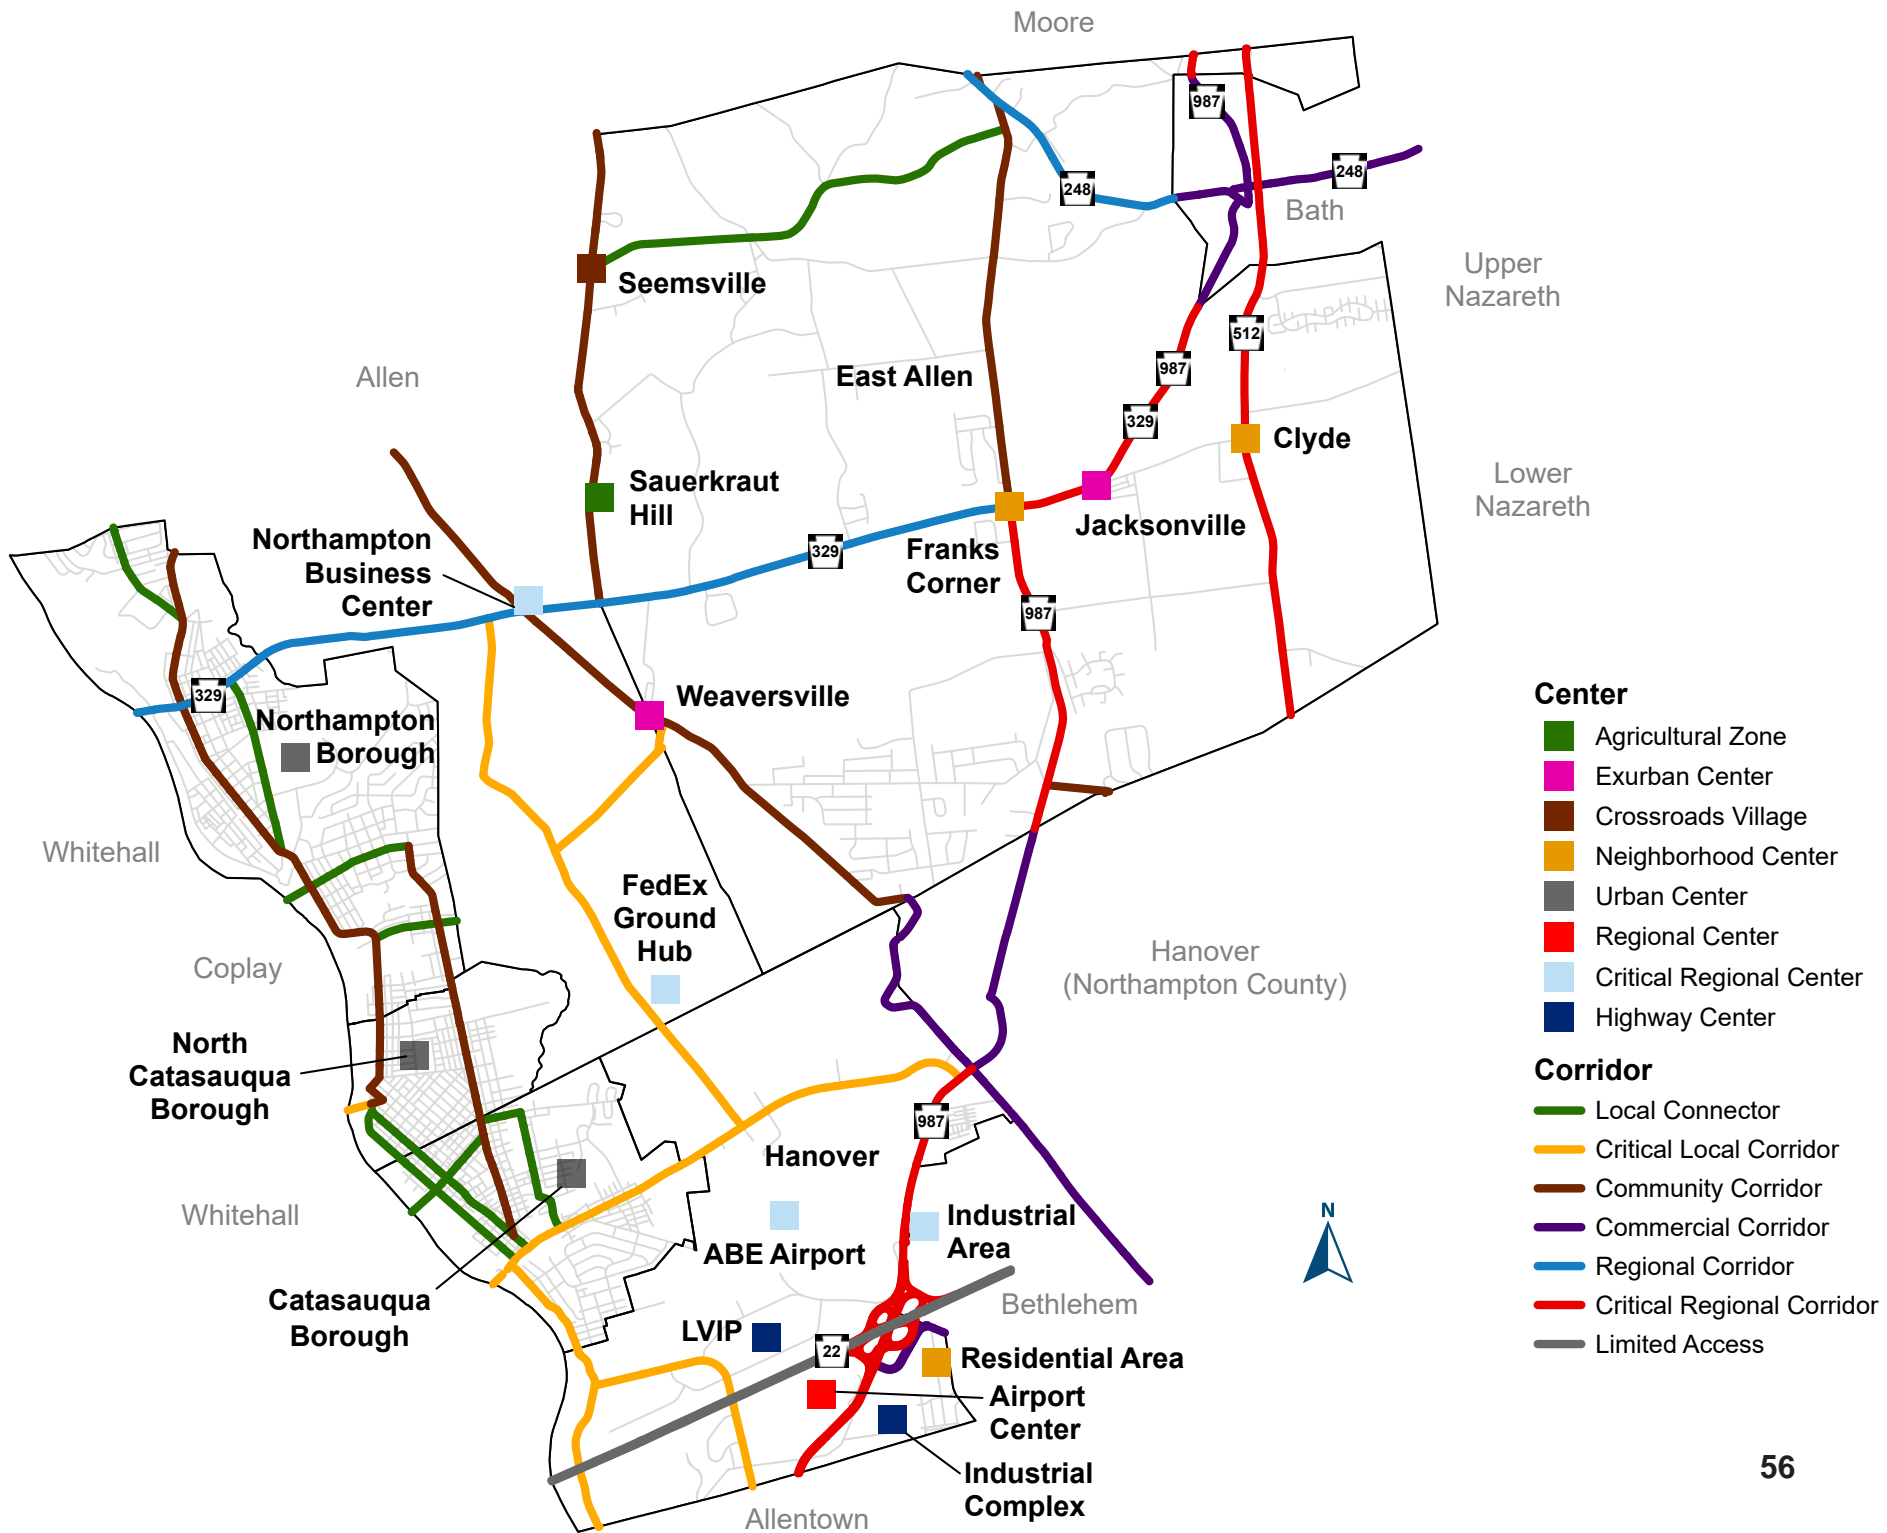 Moore
987
248
248
Bath
Upper
Nazareth
Seemsville
512
Allen
East Allen
987
329
Clyde
Sauerkraut
Hill
Lower
Nazareth
Jacksonville
Northampton
Business
Center
329
Franks
Corner
987
329
Weaversville
Northampton
Borough
Whitehall
FedEx
Ground
Hub
Coplay
Hanover
(Northampton County)
North
Catasauqua
Borough
987
Hanover
Whitehall
Industrial
Area
ABE Airport
Catasauqua
Borough
Bethlehem
LVIP
22
Residential Area
Airport
Center
Industrial
Complex
Allentown
Center
Agricultural Zone
Exurban Center
Crossroads Village
Neighborhood Center
Urban Center
Regional Center
Critical Regional Center
Highway Center
Corridor
Local Connector
Critical Local Corridor
Community Corridor
Commercial Corridor
Regional Corridor
Critical Regional Corridor
Limited Access
N
56